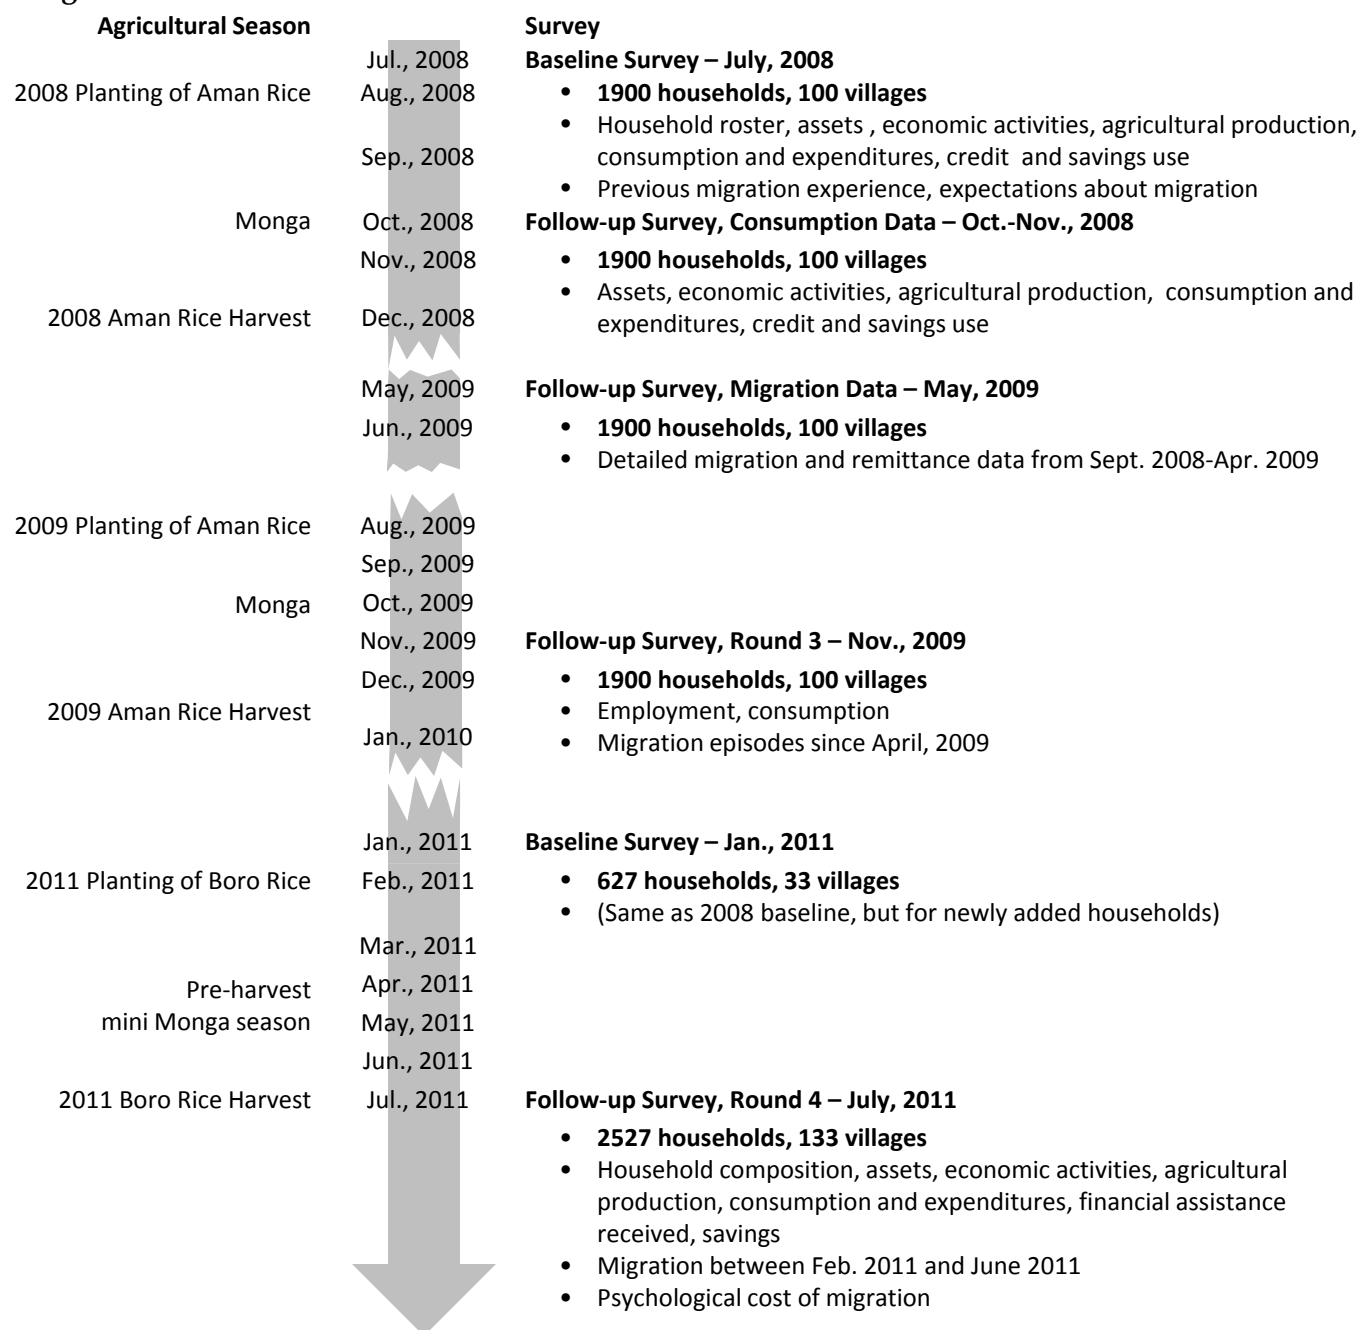 Agricultural Season Survey
Jul., 2008 Baseline Survey – July, 2008
2008 Planting of Aman Rice Aug., 2008 • 1900 households, 100 villages
• Household roster, assets , economic activities, agricultural production,
Sep., 2008 consumption and expenditures, credit and savings use
• Previous migration experience, expectations about migration
Monga Oct., 2008 Follow-up Survey, Consumption Data – Oct.-Nov., 2008
Nov., 2008 • 1900 households, 100 villages
• Assets, economic activities, agricultural production, consumption and
2008 Aman Rice Harvest Dec., 2008 expenditures, credit and savings use
May, 2009 Follow-up Survey, Migration Data – May, 2009
Jun., 2009 • 1900 households, 100 villages
• Detailed migration and remittance data from Sept. 2008-Apr. 2009
2009 Planting of Aman Rice Aug., 2009
Sep., 2009
Monga Oct., 2009
Nov., 2009 Follow-up Survey, Round 3 – Nov., 2009
Dec., 2009 • 1900 households, 100 villages
2009 Aman Rice Harvest • Employment, consumption
Jan., 2010 • Migration episodes since April, 2009
Jan., 2011 Baseline Survey – Jan., 2011
2011 Planting of Boro Rice Feb., 2011 • 627 households, 33 villages
• (Same as 2008 baseline, but for newly added households)
Mar., 2011
Pre-harvest Apr., 2011
mini Monga season May, 2011
Jun., 2011
2011 Boro Rice Harvest Jul., 2011 Follow-up Survey, Round 4 – July, 2011
• 2527 households, 133 villages
• Household composition, assets, economic activities, agricultural
production, consumption and expenditures, financial assistance
received, savings
• Migration between Feb. 2011 and June 2011
• Psychological cost of migration